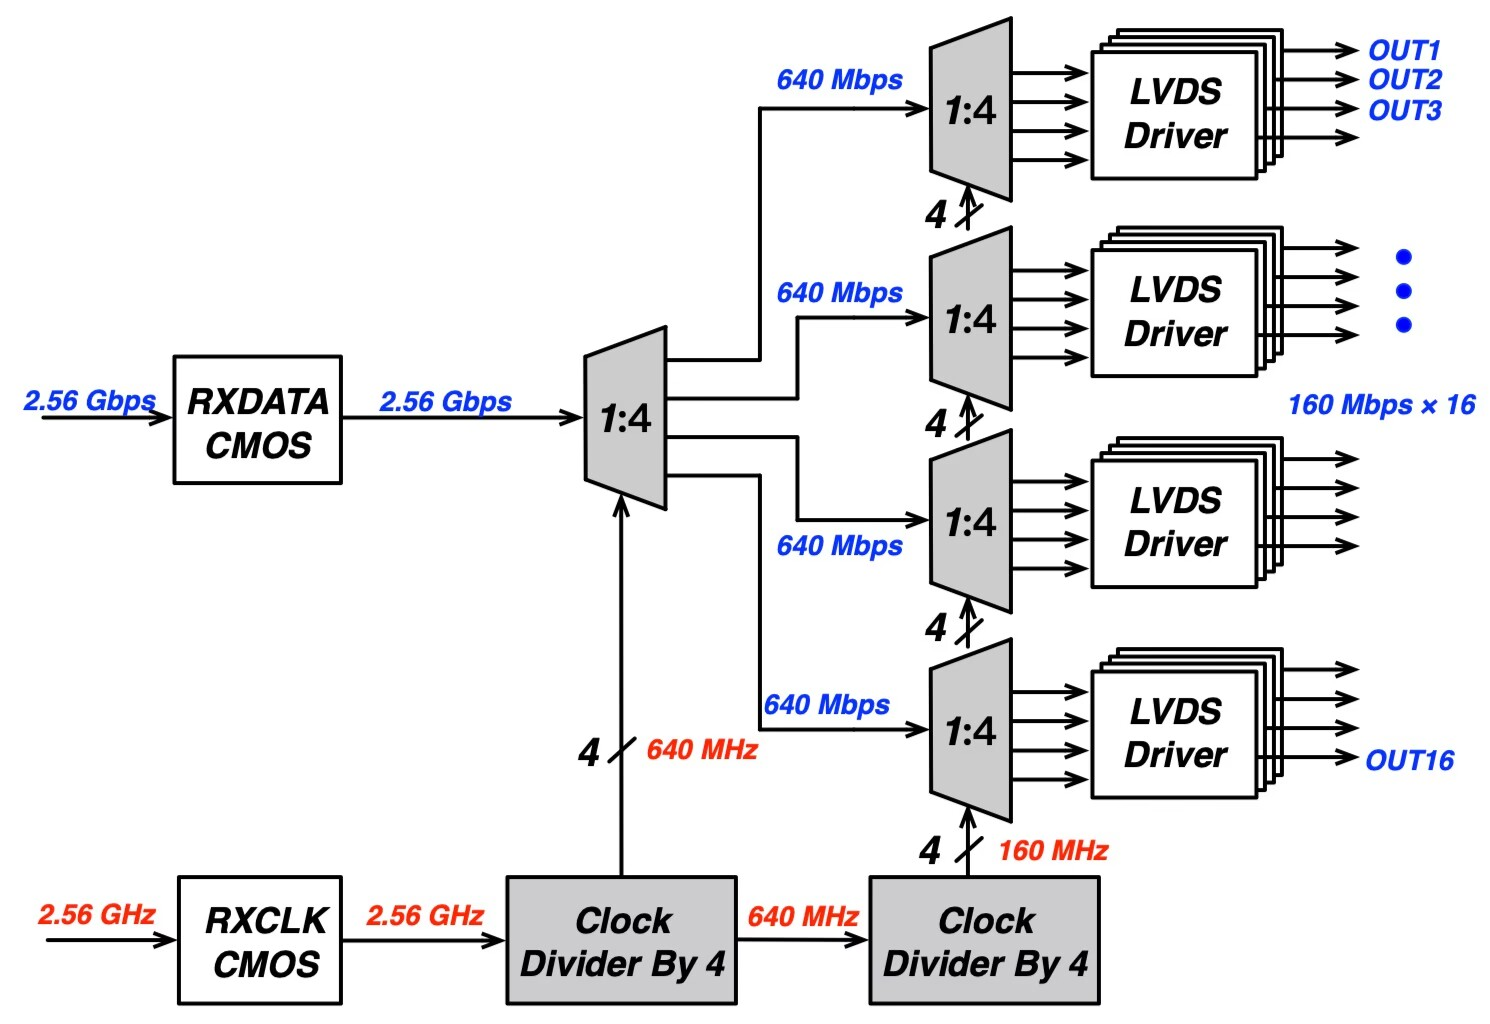 640 Mbps
1:4
LVDS
Driver
OUT1
OUT2
OUT3
4
640 Mbps
1:4
LVDS
Driver
2.56 Gbps
RXDATA
CMOS
2.56 Gbps
1:4
4
160 Mbps × 16
640 Mbps
1:4
LVDS
Driver
4
640 Mbps
1:4
LVDS
Driver
OUT16
4
640 MHz
4
160 MHz
2.56 GHz
RXCLK
CMOS
2.56 GHz
Clock
Divider By 4
640 MHz
Clock
Divider By 4